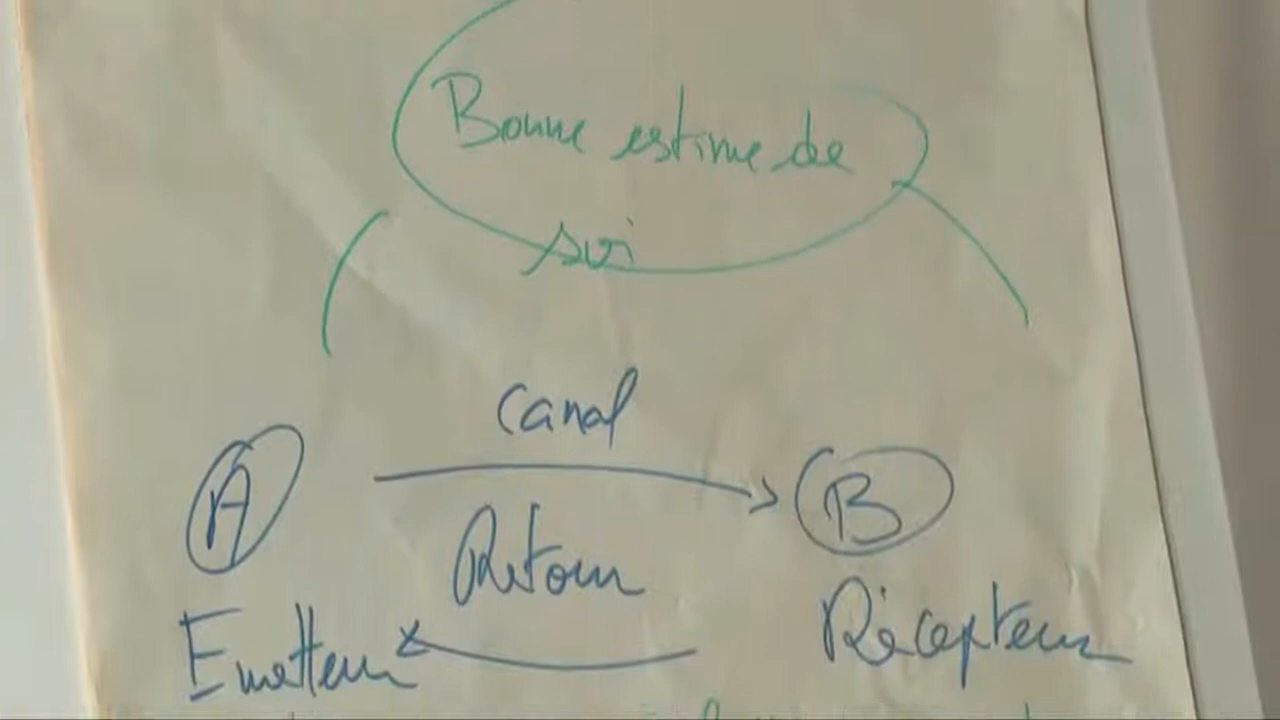 Bonne estime de
soi
canal
A
B
Retour
Emetteur
Récepteur